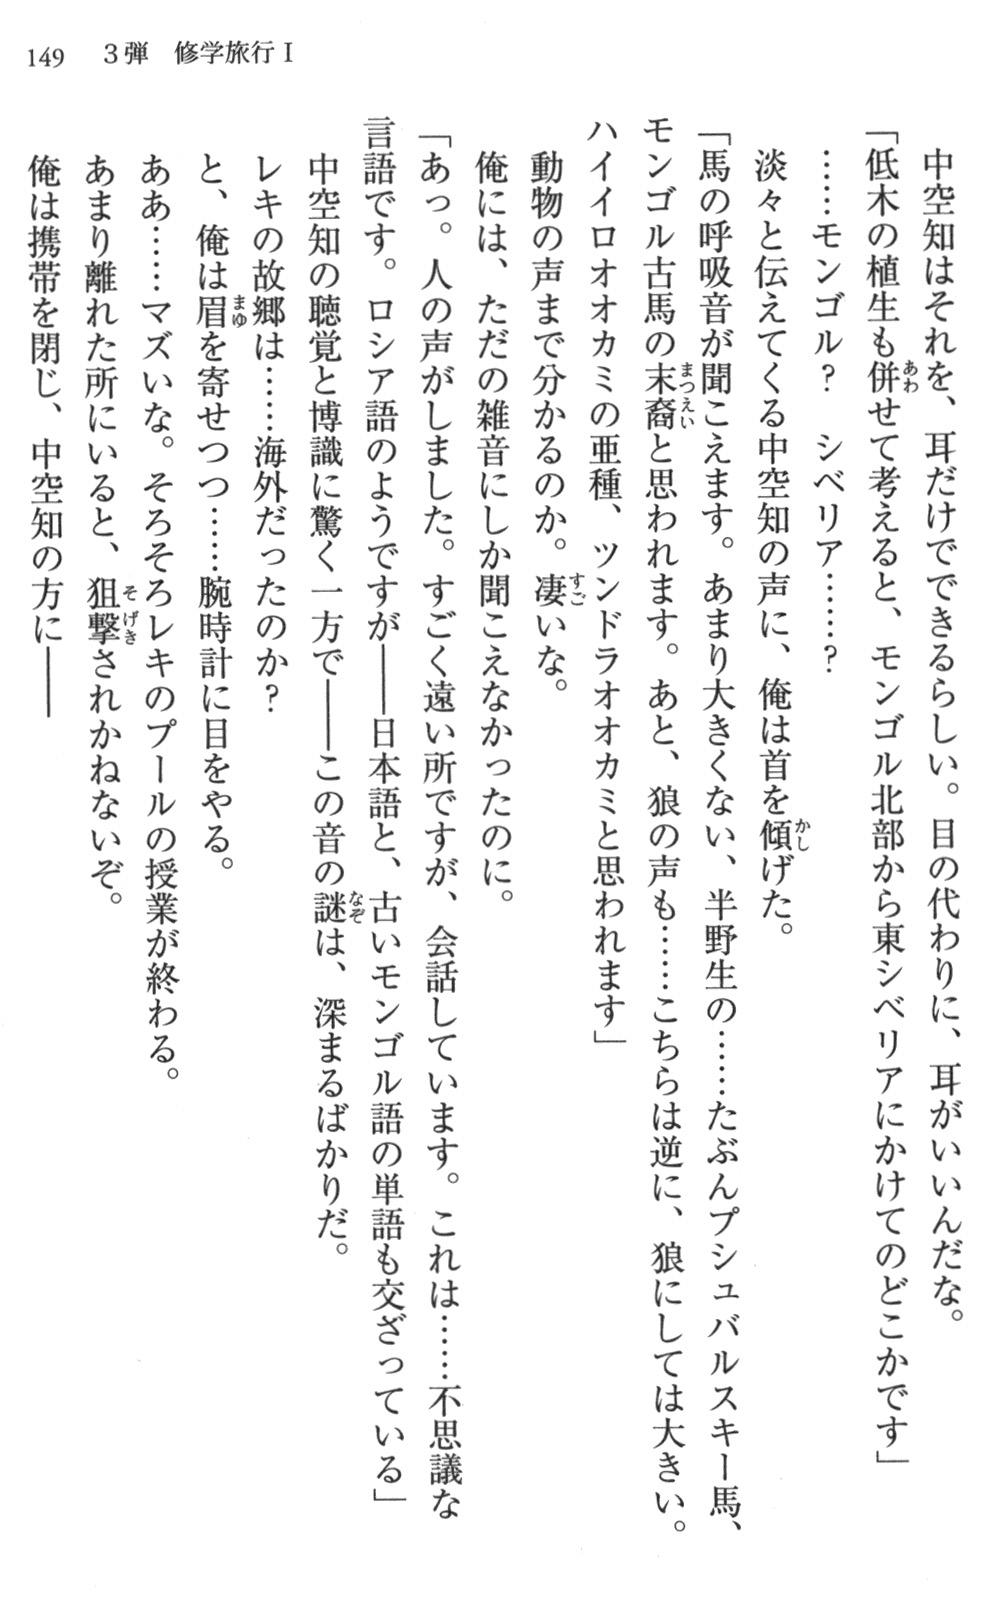 149　３弾　修学旅行Ⅰ
　中空知はそれを、耳だけでできるらしい。目の代わりに、耳がいいんだな。
「低木の植生も併せて考えると、モンゴル北部から東シベリアにかけてのどこかです」
　……モンゴル？　シベリア……？
　淡々と伝えてくる中空知の声に、俺は首を傾げた。
「馬の呼吸音が聞こえます。あまり大きくない、半野生の……たぶんプシュバルスキー馬、
モンゴル古馬の末裔と思われます。あと、狼の声も……こちらは逆に、狼にしては大きい。
ハイイロオオカミの亜種、ツンドラオオカミと思われます」
　動物の声まで分かるのか。凄いな。
　俺には、ただの雑音にしか聞こえなかったのに。
「あっ。人の声がしました。すごく遠い所ですが、会話しています。これは……不思議な
言語です。ロシア語のようですが――日本語と、古いモンゴル語の単語も交ざっている」
　中空知の聴覚と博識に驚く一方で――この音の謎は、深まるばかりだ。
　レキの故郷は……海外だったのか？
　と、俺は眉を寄せつつ……腕時計に目をやる。
　ああ……マズいな。そろそろレキのプールの授業が終わる。
　あまり離れた所にいると、狙撃されかねないぞ。
　俺は携帯を閉じ、中空知の方に――